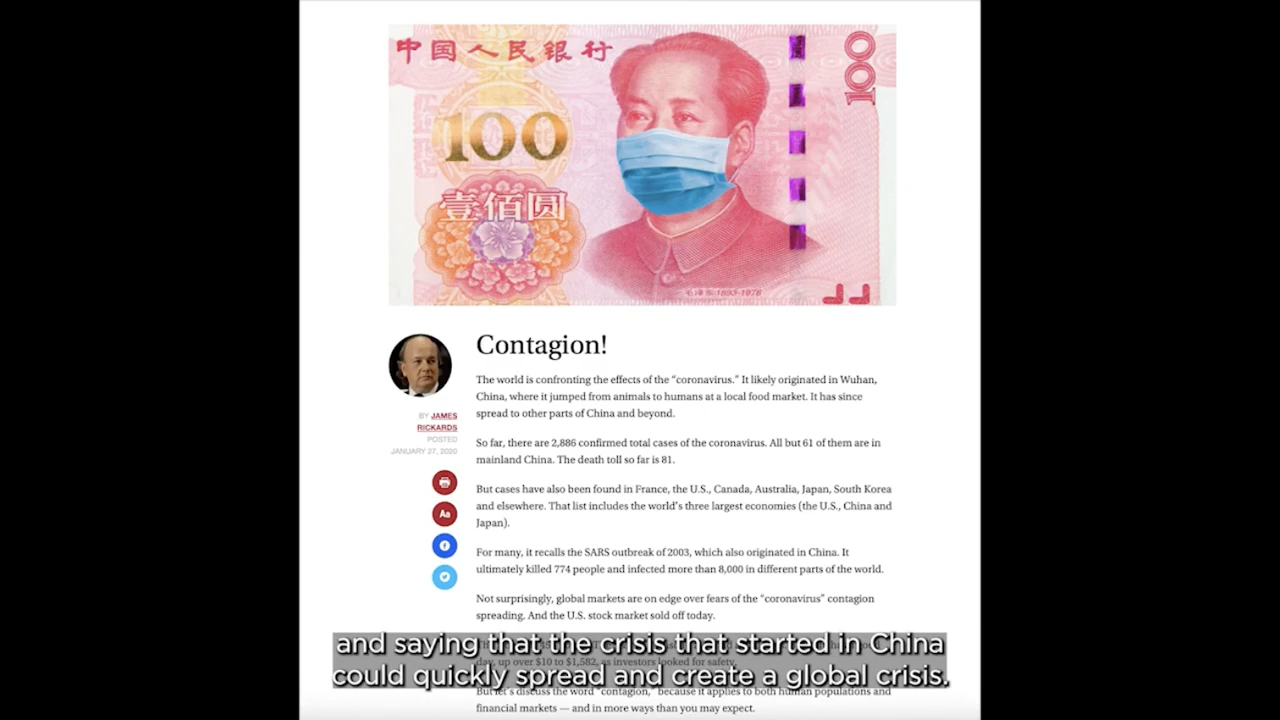 中国人民银行
100
100
壹佰圆
毛泽东 1893-1976
Contagion!
BY JAMES
RICKARDS
POSTED
JANUARY 27, 2020
Aa
The world is confronting the effects of the “coronavirus.” It likely originated in Wuhan,
China, where it jumped from animals to humans at a local food market. It has since
spread to other parts of China and beyond.
So far, there are 2,886 confirmed total cases of the coronavirus. All but 61 of them are in
mainland China. The death toll so far is 81.
But cases have also been found in France, the U.S., Canada, Australia, Japan, South Korea
and elsewhere. That list includes the world’s three largest economies (the U.S., China and
Japan).
For many, it recalls the SARS outbreak of 2003, which also originated in China. It
ultimately killed 774 people and infected more than 8,000 in different parts of the world.
Not surprisingly, global markets are on edge over fears of the “coronavirus” contagion
spreading. And the U.S. stock market sold off today.
day, up over $10 to $1,582, as investors looked for safety.
But let’s discuss the word “contagion,” because it applies to both human populations and
financial markets — and in more ways than you may expect.
and saying that the crisis that started in China
could quickly spread and create a global crisis.